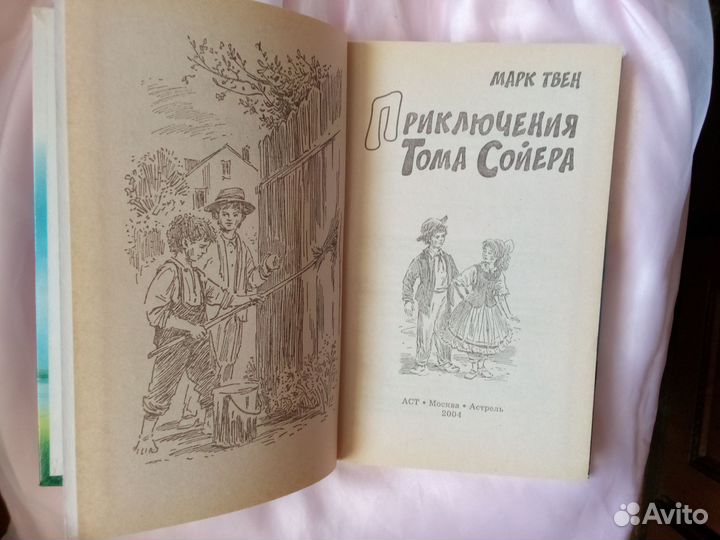 МАРК ТВЕН
ПРИКЛЮЧЕНИЯ
ТОМА СОЙЕРА
АСТ • Москва • Астрель
2004
Avito